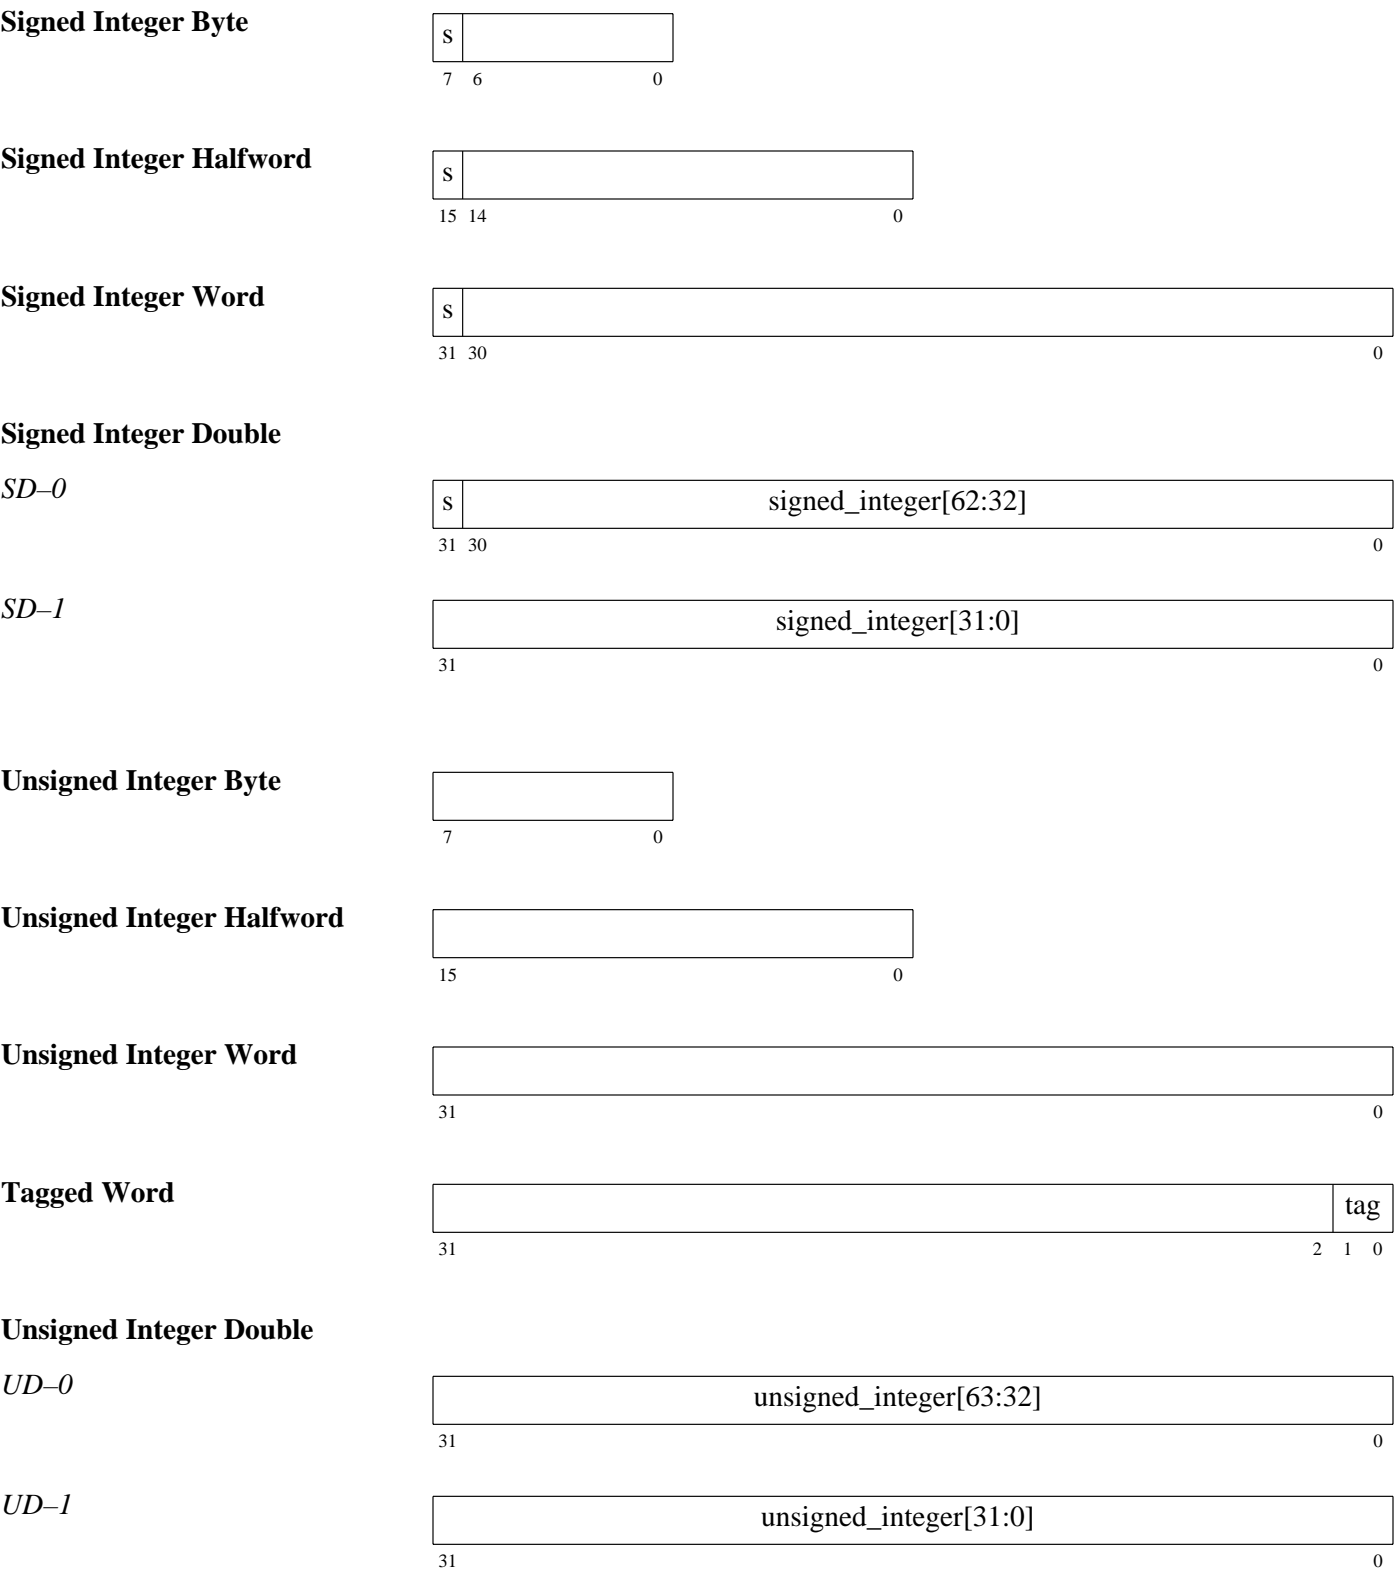 Signed Integer Byte
s
7 6 0
Signed Integer Halfword
s
15 14 0
Signed Integer Word
s
31 30 0
Signed Integer Double
SD–0
s signed_integer[62:32]
31 30 0
SD–1
signed_integer[31:0]
31 0
Unsigned Integer Byte
7 0
Unsigned Integer Halfword
15 0
Unsigned Integer Word
31 0
Tagged Word
tag
31 2 1 0
Unsigned Integer Double
UD–0
unsigned_integer[63:32]
31 0
UD–1
unsigned_integer[31:0]
31 0